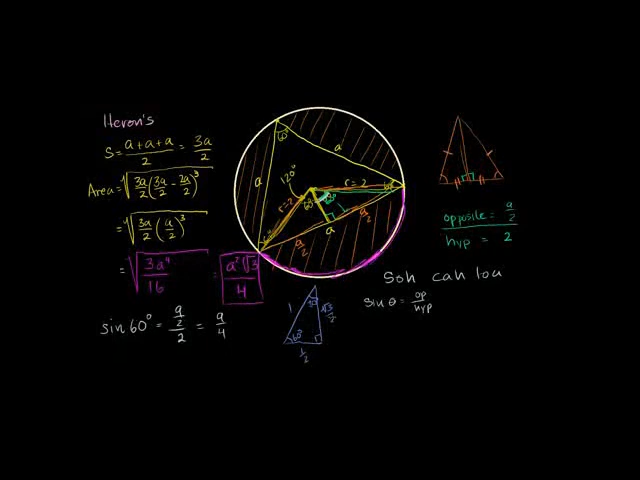 Heron's
S = (a+a+a)/2 = 3a/2
Area = √(3a/2 (3a/2 - 2a/2)³)
= √(3a/2 (a/2)³)
= √(3a⁴/16) = a²√3/4
sin 60° = (a/2)/2 = a/4
60°
a
a
120°
r=2
r=2
60°
60°
a/2
a/2
a
1
30°
√3/2
60°
1/2
opposite = a/2
hyp = 2
Soh cah toa
sin θ = op/hyp